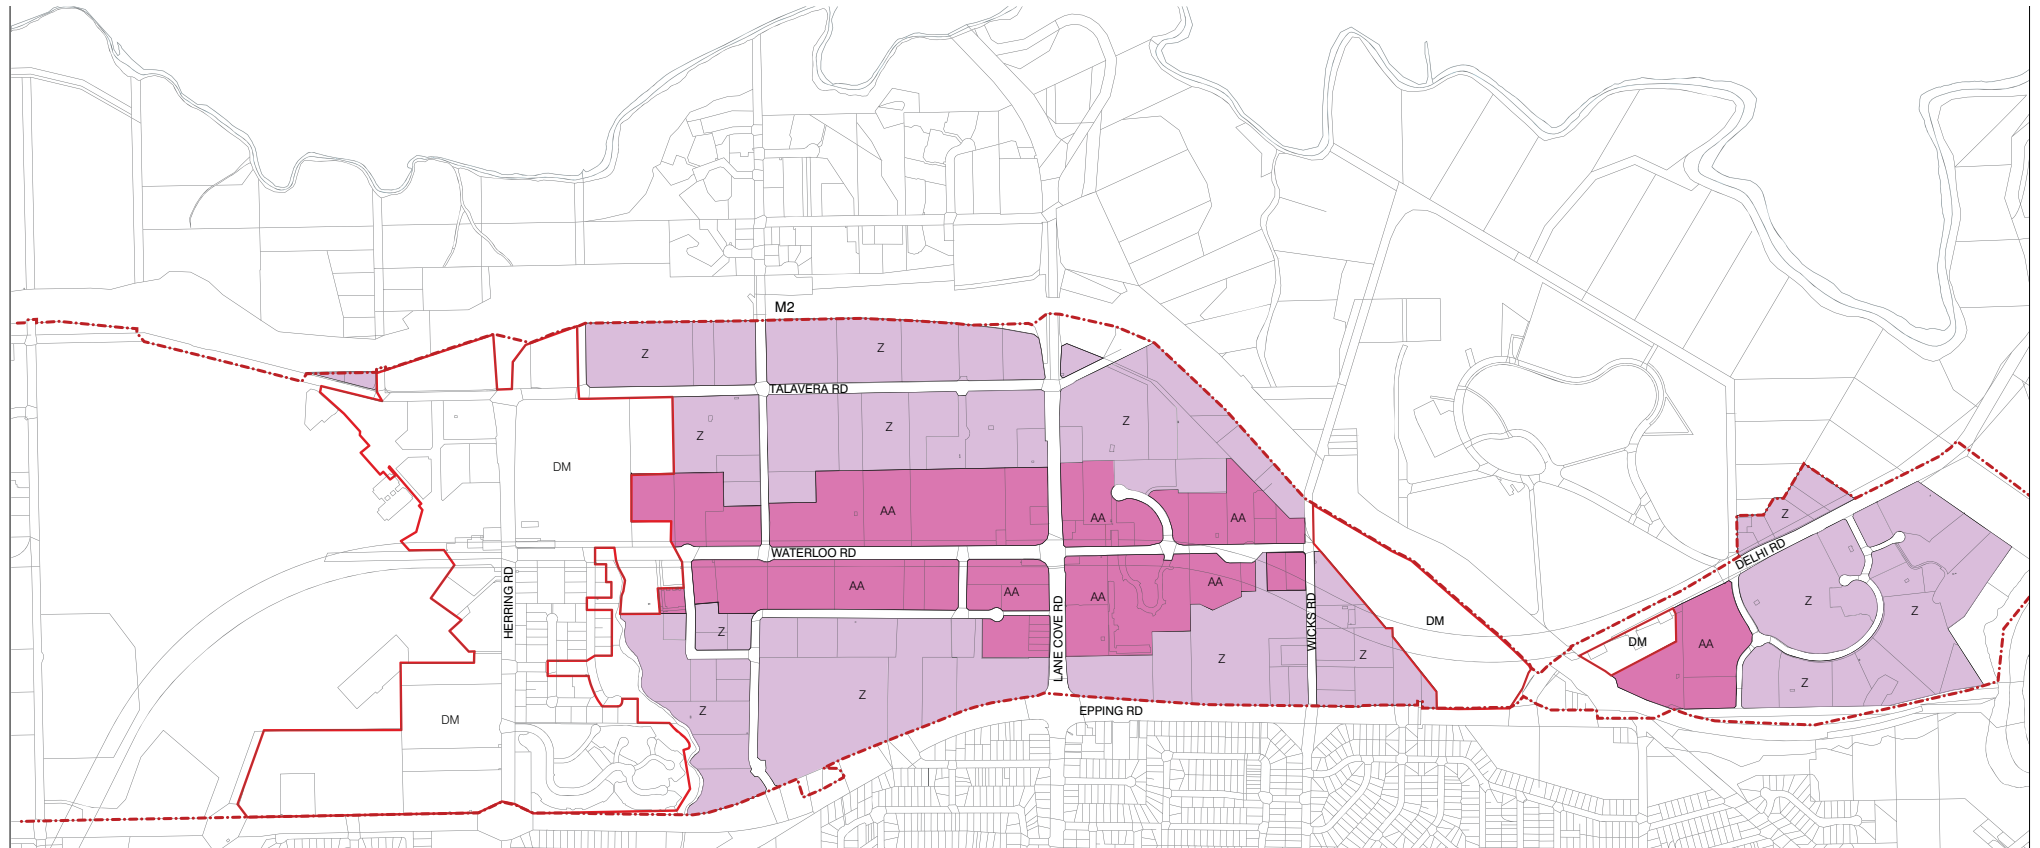 M2
Z
Z
TALAVERA RD
Z
Z
Z
DM
AA
AA
AA
Z
WATERLOO RD
DELHI RD
HERRING RD
AA
AA
AA
AA
LANE COVE RD
WICKS RD
DM
Z
Z
Z
DM
AA
Z
Z
Z
Z
Z
Z
DM
EPPING RD